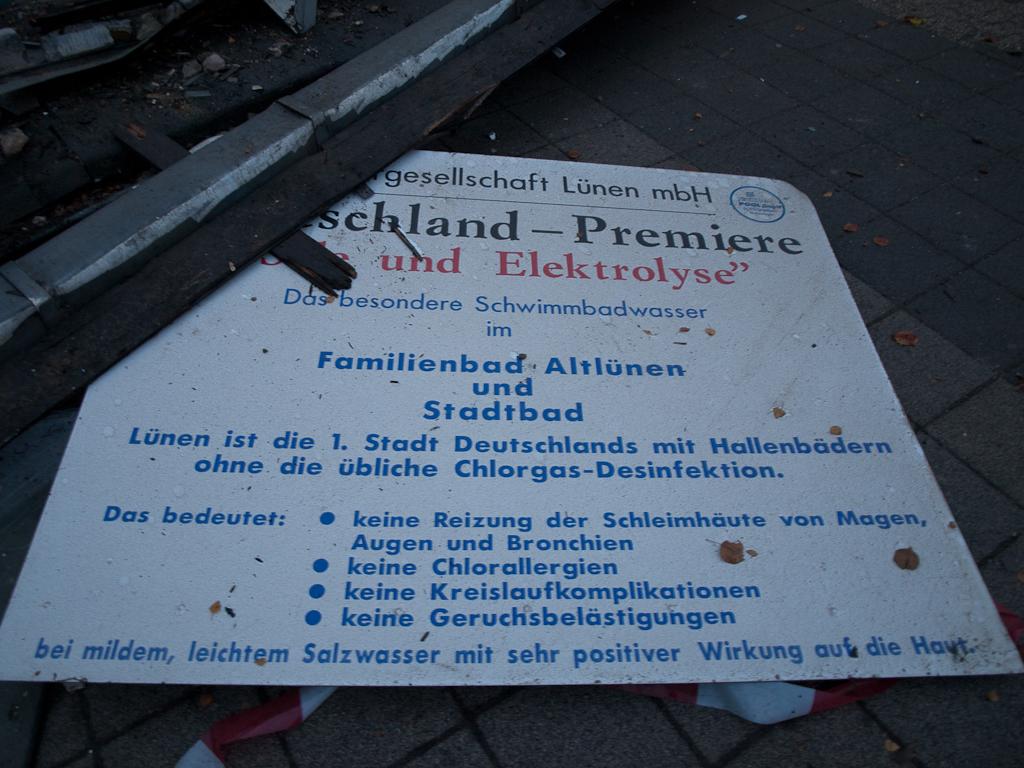 gesellschaft Lünen mbH
schland – Premiere
und Elektrolyse”
Das besondere Schwimmbadwasser
im
Familienbad Altlünen
und
Stadtbad
Lünen ist die 1. Stadt Deutschlands mit Hallenbädern
ohne die übliche Chlorgas-Desinfektion.
Das bedeutet: ● keine Reizung der Schleimhäute von Magen,
Augen und Bronchien
● keine Chlorallergien
● keine Kreislaufkomplikationen
● keine Geruchsbelästigungen
bei mildem, leichtem Salzwasser mit sehr positiver Wirkung auf die Haut.